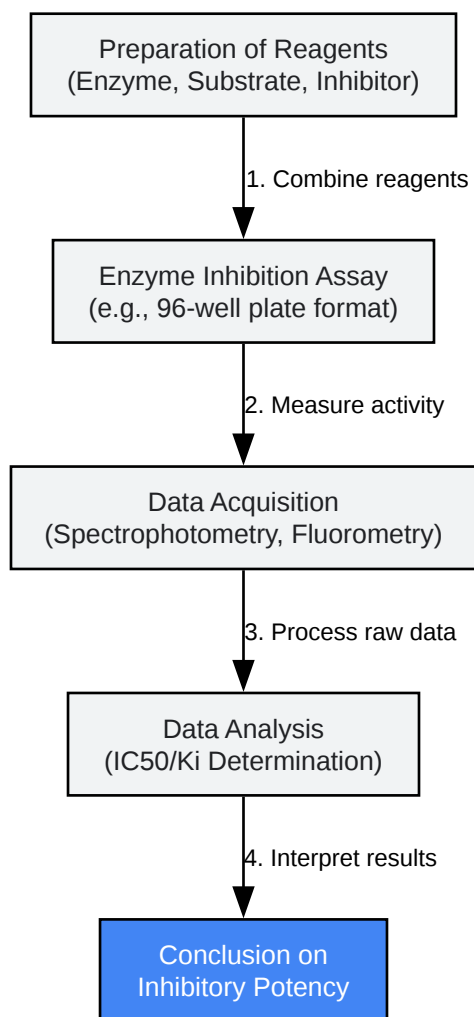 Preparation of Reagents
(Enzyme, Substrate, Inhibitor)
1. Combine reagents
Enzyme Inhibition Assay
(e.g., 96-well plate format)
2. Measure activity
Data Acquisition
(Spectrophotometry, Fluorometry)
3. Process raw data
Data Analysis
(IC50/Ki Determination)
4. Interpret results
Conclusion on
Inhibitory Potency